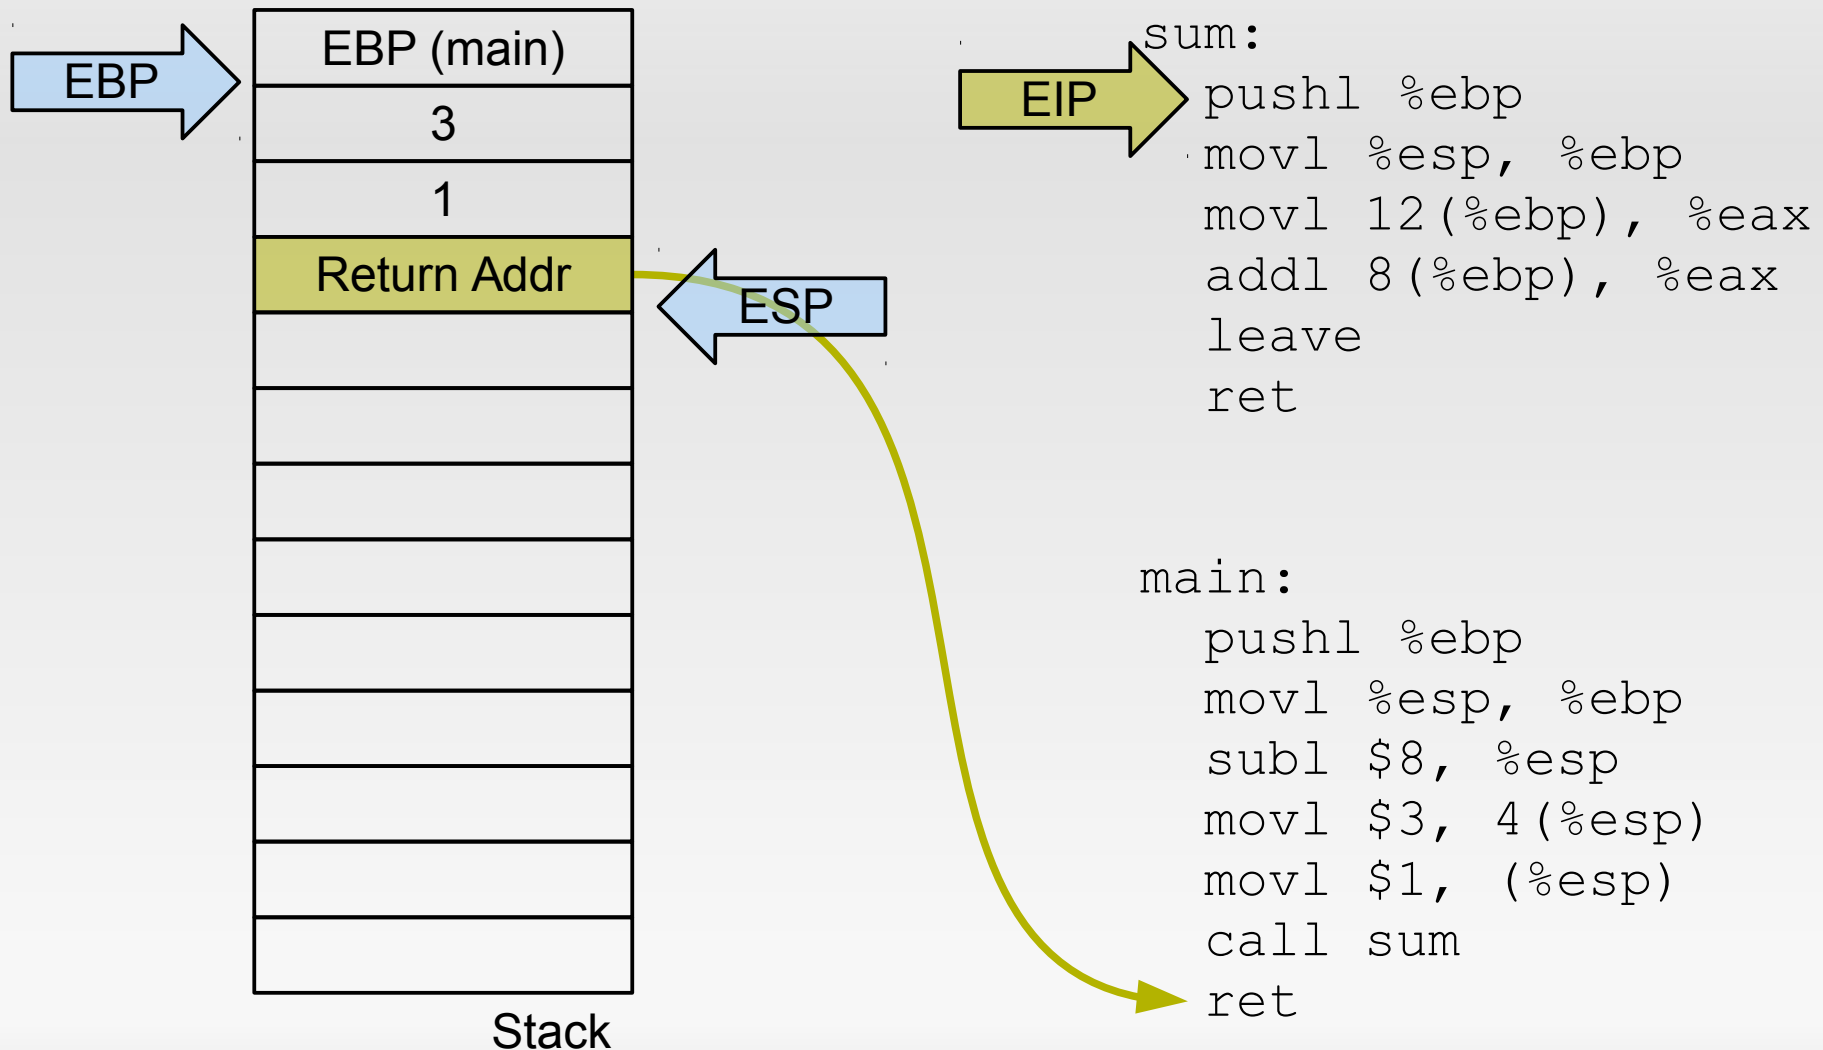 EBP
EBP (main)
3
1
Return Addr
ESP
Stack
EIP
sum:
pushl %ebp
movl %esp, %ebp
movl 12(%ebp), %eax
addl 8(%ebp), %eax
leave
ret
main:
pushl %ebp
movl %esp, %ebp
subl $8, %esp
movl $3, 4(%esp)
movl $1, (%esp)
call sum
ret